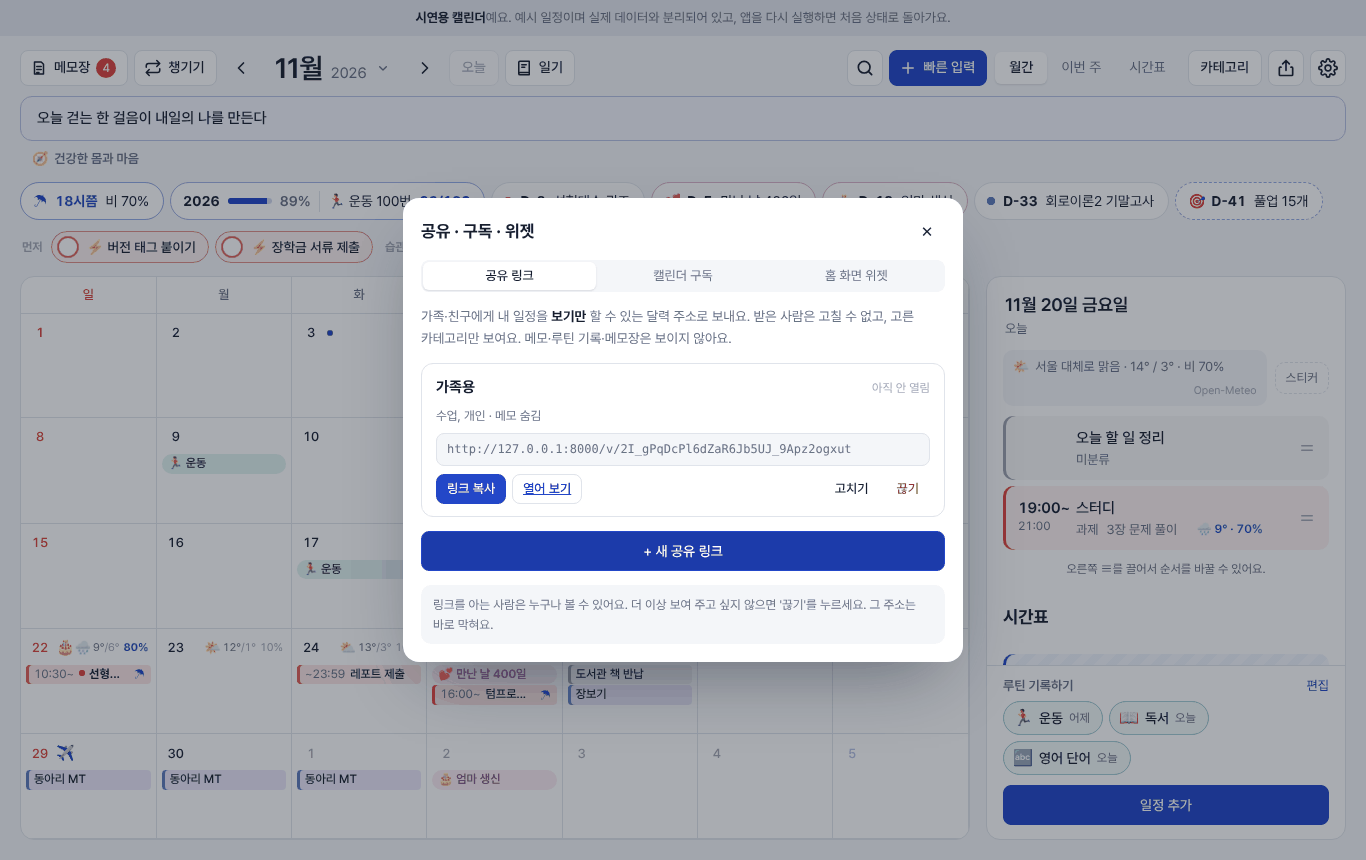 시연용 캘린더예요. 예시 일정이며 실제 데이터와 분리되어 있고, 앱을 다시 실행하면 처음 상태로 돌아가요.
메모장 4 챙기기 11월 2026 오늘 일기 빠른 입력 월간 이번 주 시간표 카테고리
오늘 걷는 한 걸음이 내일의 나를 만든다
건강한 몸과 마음
18시쯤 비 70% 2026 89% 운동 100번 D-33 회로이론2 기말고사 D-41 풀업 15개
먼저 버전 태그 붙이기 장학금 서류 제출
공유 · 구독 · 위젯
공유 링크 캘린더 구독 홈 화면 위젯
가족·친구에게 내 일정을 보기만 할 수 있는 달력 주소로 보내요. 받은 사람은 고칠 수 없고, 고른
카테고리만 보여요. 메모·루틴 기록·메모장은 보이지 않아요.
가족용 아직 안 열림
수업, 개인 · 메모 숨김
http://127.0.0.1:8000/v/2I_gPqDcPl6dZaR6Jb5UJ_9Apz2ogxut
링크 복사 열어 보기 고치기 끊기
+ 새 공유 링크
링크를 아는 사람은 누구나 볼 수 있어요. 더 이상 보여 주고 싶지 않으면 '끊기'를 누르세요. 그 주소는
바로 막혀요.
일 월 화
1 2 3
8 9 10
운동
15 16 17
운동
22 9°/6° 80% 23 12°/1° 10% 24 13°/3°
10:30~ 선형... ~23:59 레포트 제출 만난 날 400일 도서관 책 반납
16:00~ 텀프로... 장보기
29 30 1 2 3 4 5
동아리 MT 동아리 MT 동아리 MT 엄마 생신
11월 20일 금요일
오늘
서울 대체로 맑음 · 14° / 3° · 비 70%
Open-Meteo
스티커
오늘 할 일 정리
미분류
19:00~ 스터디
21:00 과제 3장 문제 풀이 9° · 70%
오른쪽 ≡를 끌어서 순서를 바꿀 수 있어요.
시간표
루틴 기록하기 편집
운동 어제 독서 오늘
abc 영어 단어 오늘
일정 추가